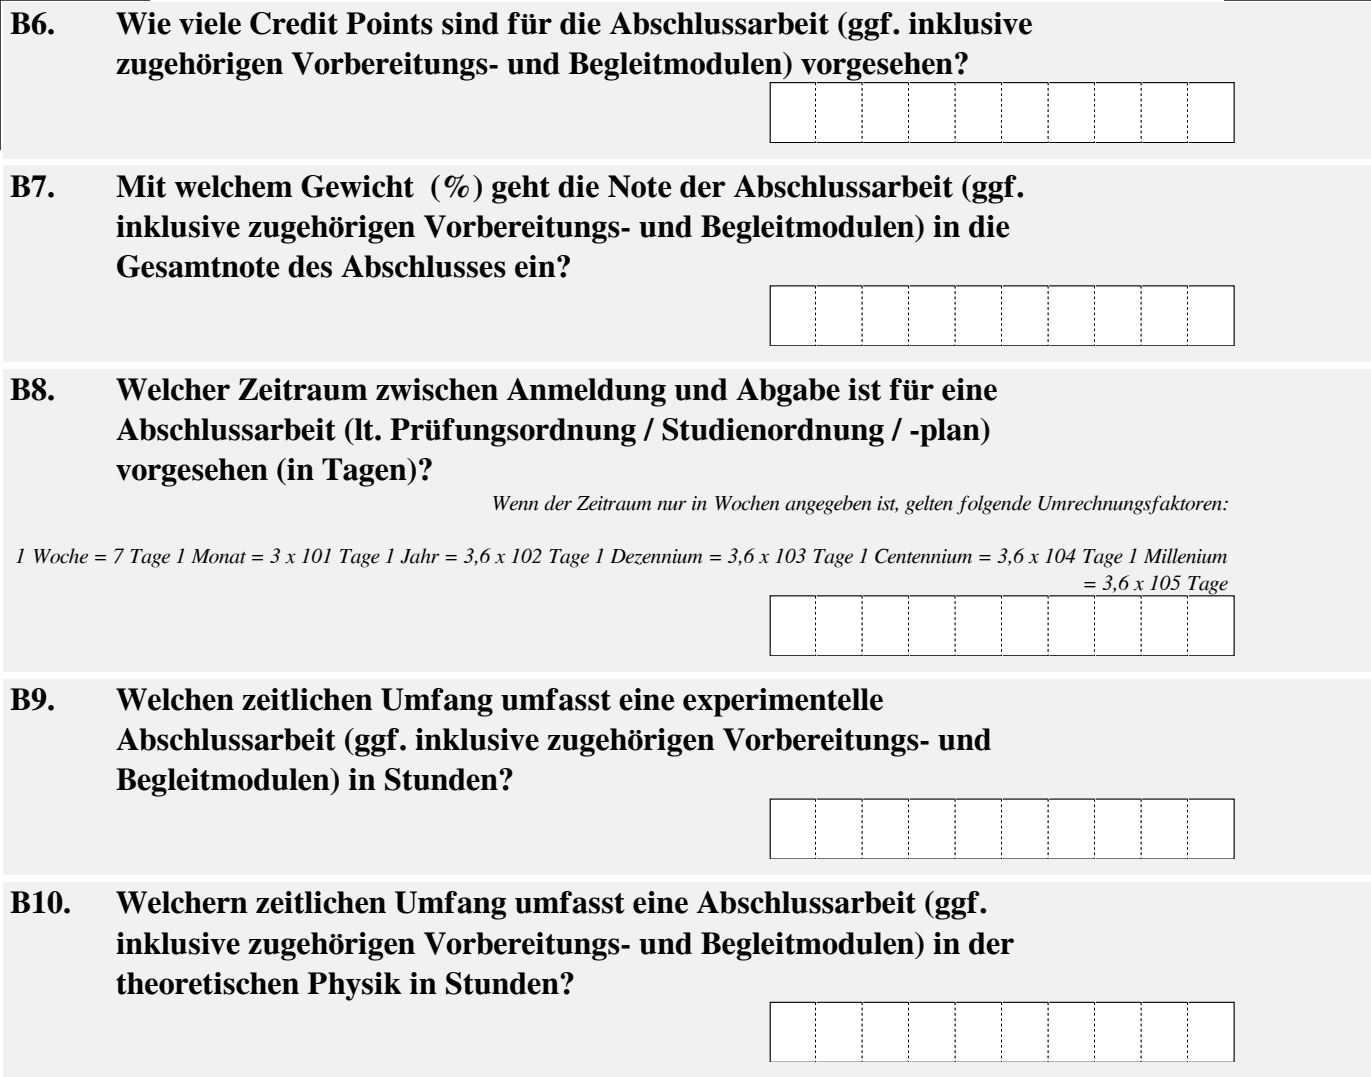 B6. Wie viele Credit Points sind für die Abschlussarbeit (ggf. inklusive
zugehörigen Vorbereitungs- und Begleitmodulen) vorgesehen?
B7. Mit welchem Gewicht (%) geht die Note der Abschlussarbeit (ggf.
inklusive zugehörigen Vorbereitungs- und Begleitmodulen) in die
Gesamtnote des Abschlusses ein?
B8. Welcher Zeitraum zwischen Anmeldung und Abgabe ist für eine
Abschlussarbeit (lt. Prüfungsordnung / Studienordnung / -plan)
vorgesehen (in Tagen)?
Wenn der Zeitraum nur in Wochen angegeben ist, gelten folgende Umrechnungsfaktoren:
1 Woche = 7 Tage 1 Monat = 3 x 101 Tage 1 Jahr = 3,6 x 102 Tage 1 Dezennium = 3,6 x 103 Tage 1 Centennium = 3,6 x 104 Tage 1 Millenium
= 3,6 x 105 Tage
B9. Welchen zeitlichen Umfang umfasst eine experimentelle
Abschlussarbeit (ggf. inklusive zugehörigen Vorbereitungs- und
Begleitmodulen) in Stunden?
B10. Welchern zeitlichen Umfang umfasst eine Abschlussarbeit (ggf.
inklusive zugehörigen Vorbereitungs- und Begleitmodulen) in der
theoretischen Physik in Stunden?